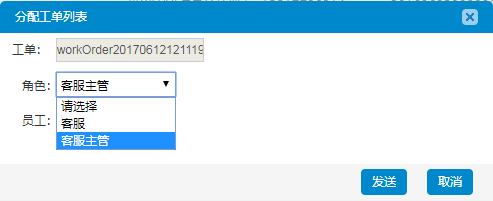 分配工单列表
工单： workOrder20170612121119
角色： 客服主管
请选择
客服
员工： 客服主管
发送 取消